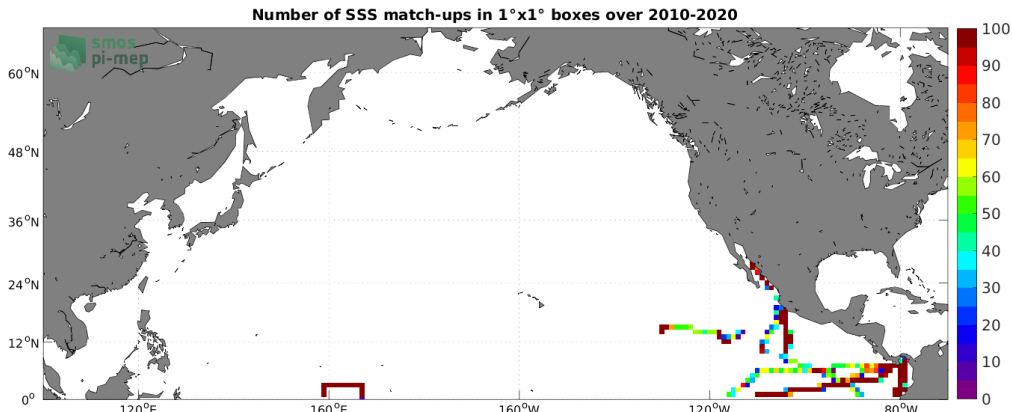 Number of SSS match-ups in 1°x1° boxes over 2010-2020
smos
pi-mep
60°N
48°N
36°N
24°N
12°N
0°
120°E
160°E
160°W
120°W
80°W
100
90
80
70
60
50
40
30
20
10
0